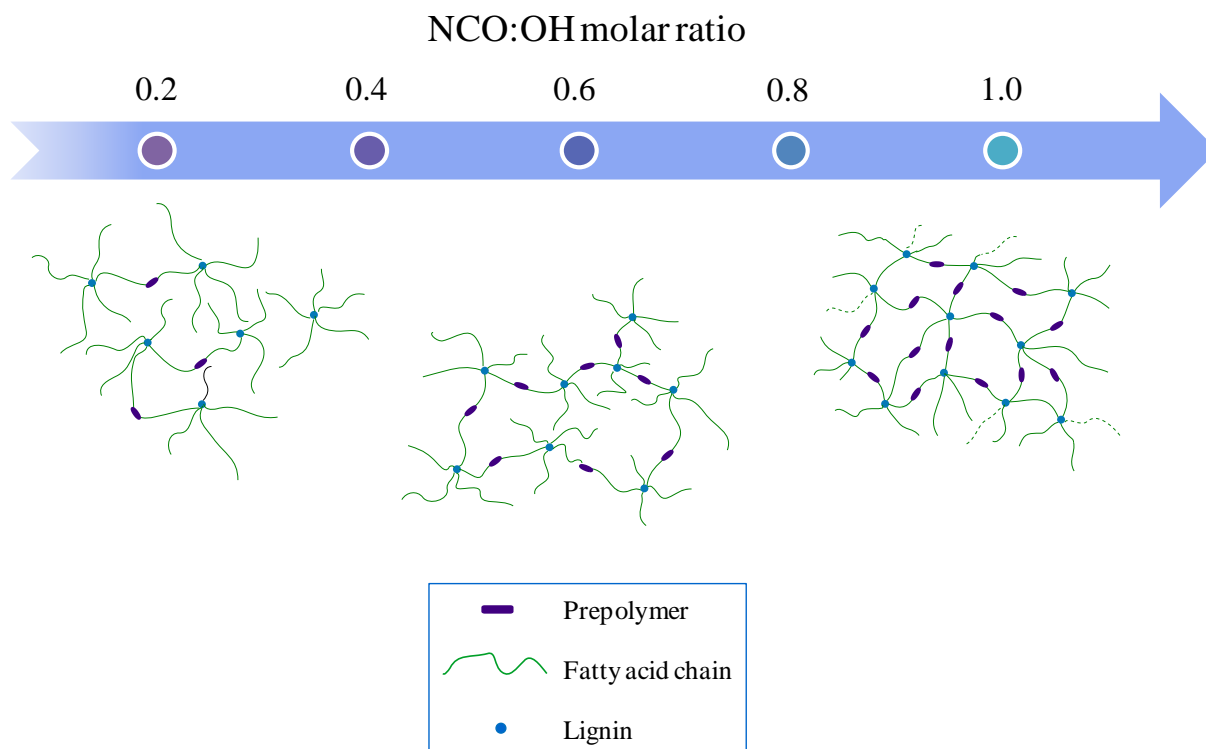 NCO:OH molar ratio
0.2 0.4 0.6 0.8 1.0
Prepolymer
Fatty acid chain
Lignin